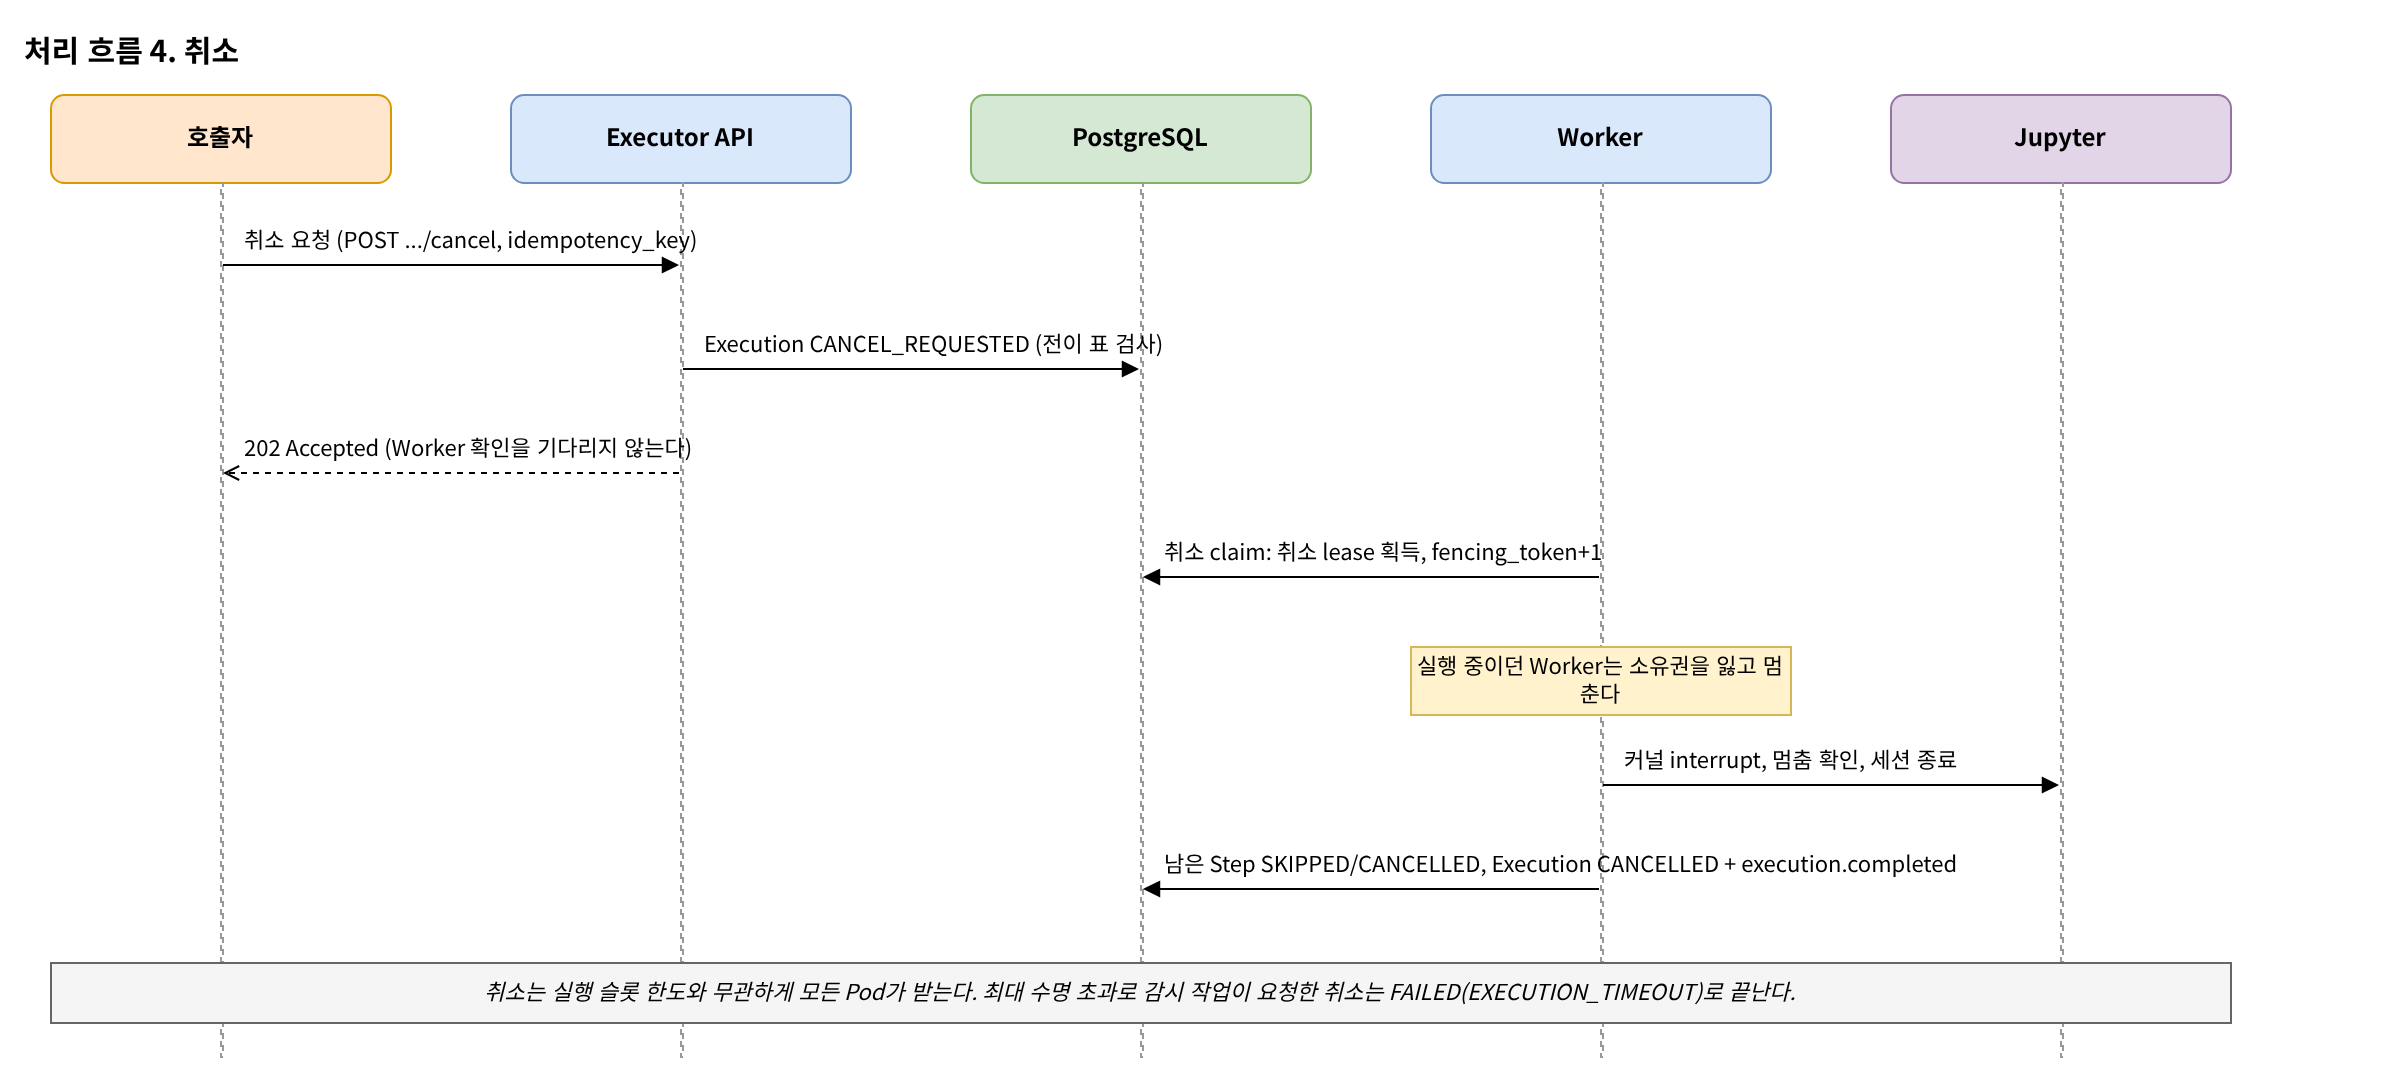 처리 흐름 4. 취소
호출자
Executor API
PostgreSQL
Worker
Jupyter
취소 요청 (POST .../cancel, idempotency_key)
Execution CANCEL_REQUESTED (전이 표 검사)
202 Accepted (Worker 확인을 기다리지 않는다)
취소 claim: 취소 lease 획득, fencing_token+1
실행 중이던 Worker는 소유권을 잃고 멈
춘다
커널 interrupt, 멈춤 확인, 세션 종료
남은 Step SKIPPED/CANCELLED, Execution CANCELLED + execution.completed
취소는 실행 슬롯 한도와 무관하게 모든 Pod가 받는다. 최대 수명 초과로 감시 작업이 요청한 취소는 FAILED(EXECUTION_TIMEOUT)로 끝난다.